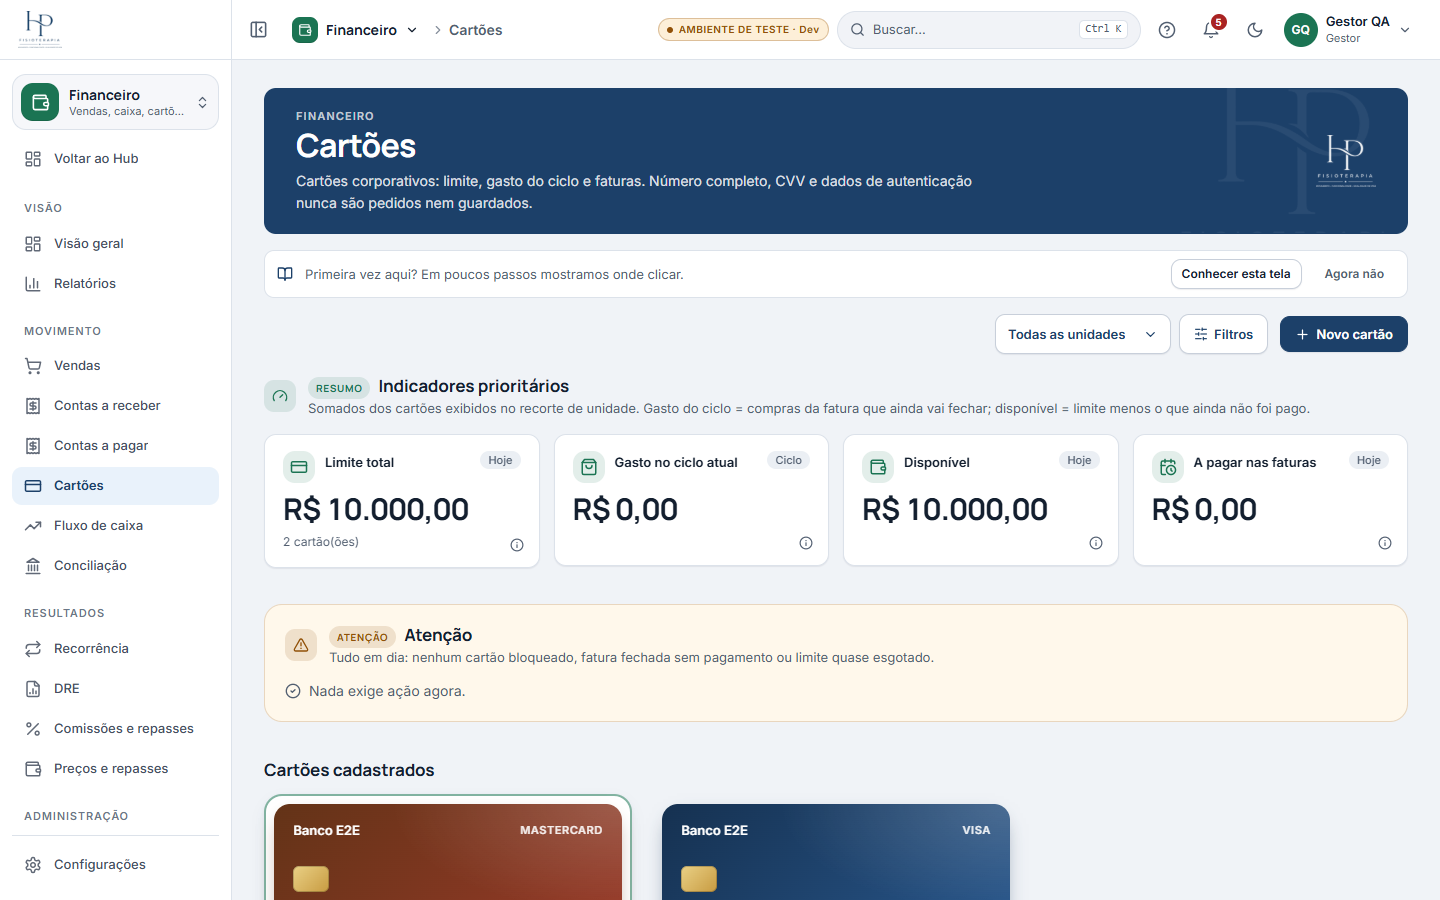 HP
FISIOTERAPIA
Financeiro
Cartões
AMBIENTE DE TESTE · Dev
Buscar...
Ctrl K
5
GQ
Gestor QA
Gestor
Financeiro
Vendas, caixa, cartõ...
Voltar ao Hub
VISÃO
Visão geral
Relatórios
MOVIMENTO
Vendas
Contas a receber
Contas a pagar
Cartões
Fluxo de caixa
Conciliação
RESULTADOS
Recorrência
DRE
Comissões e repasses
Preços e repasses
ADMINISTRAÇÃO
Configurações
FINANCEIRO
Cartões
Cartões corporativos: limite, gasto do ciclo e faturas. Número completo, CVV e dados de autenticação
nunca são pedidos nem guardados.
HP
FISIOTERAPIA
Primeira vez aqui? Em poucos passos mostramos onde clicar.
Conhecer esta tela
Agora não
Todas as unidades
Filtros
Novo cartão
RESUMO
Indicadores prioritários
Somados dos cartões exibidos no recorte de unidade. Gasto do ciclo = compras da fatura que ainda vai fechar; disponível = limite menos o que ainda não foi pago.
Limite total
Hoje
R$ 10.000,00
2 cartão(ões)
Gasto no ciclo atual
Ciclo
R$ 0,00
Disponível
Hoje
R$ 10.000,00
A pagar nas faturas
Hoje
R$ 0,00
ATENÇÃO
Atenção
Tudo em dia: nenhum cartão bloqueado, fatura fechada sem pagamento ou limite quase esgotado.
Nada exige ação agora.
Cartões cadastrados
Banco E2E
MASTERCARD
Banco E2E
VISA